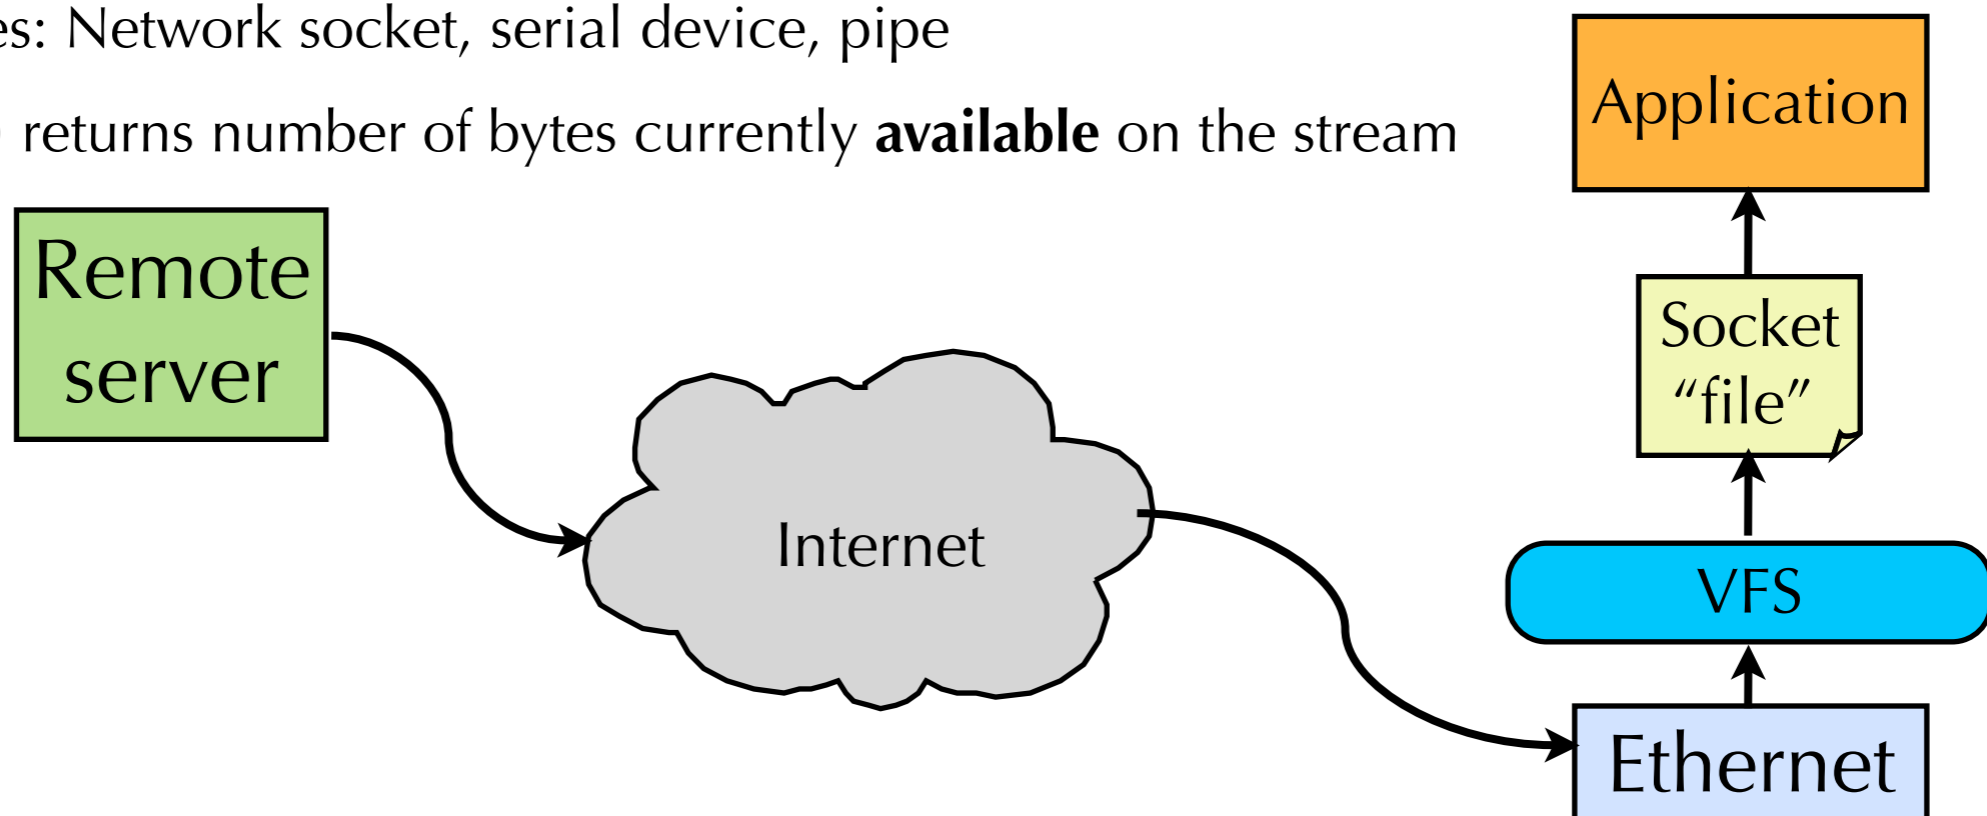 es: Network socket, serial device, pipe
) returns number of bytes currently available on the stream
Application
Remote
server
Socket
“file”
Internet
VFS
Ethernet